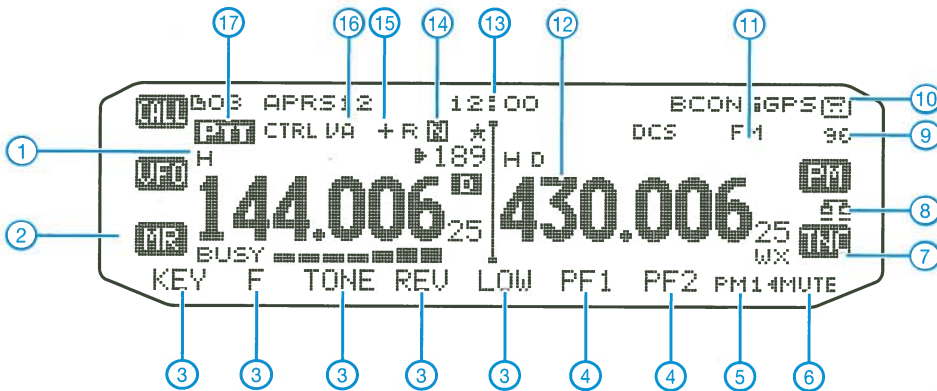 17 16 15 14 13 12 11
CALL 03 APRS12 12:00 BCON GPS 10
PTT CTRL VA + R N ★ DCS FM 96 9
1 H 189 H D
VFO D PM
144.006 25 430.006 25 8
2 MR TNC 7
BUSY WX
KEY F TONE REV LOW PF1 PF2 PM1 MUTE
3 3 3 3 3 4 4 5 6